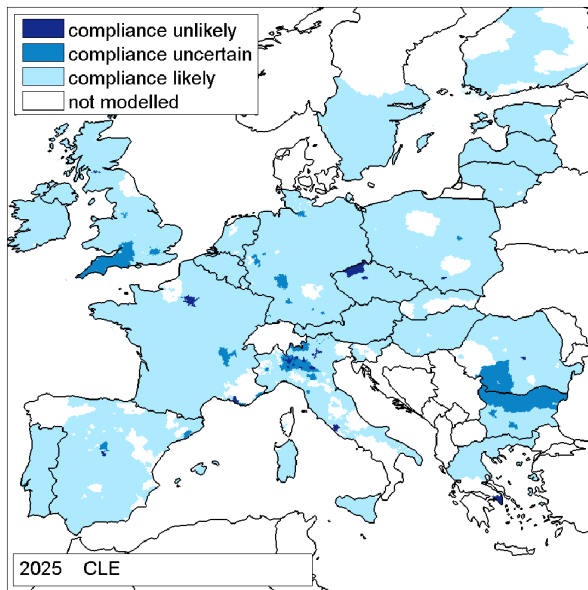 compliance unlikely
compliance uncertain
compliance likely
not modelled
2025 CLE